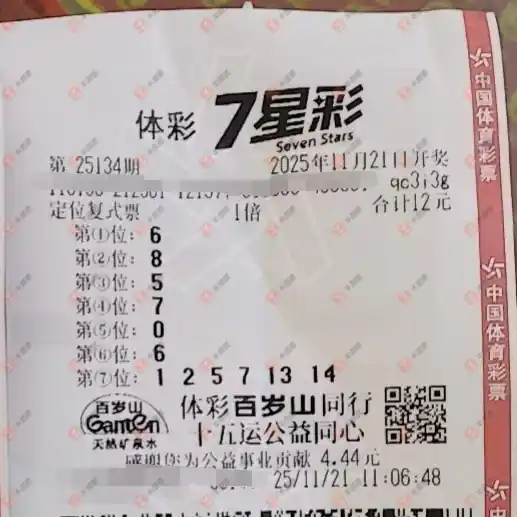 体彩 7星彩
Seven Stars
第 25134期 2025年11月21日开奖
qc3i3g
定位复式票 1倍 合计12元
第①位: 6
第②位: 8
第③位: 5
第④位: 7
第⑤位: 0
第⑥位: 6
第⑦位: 1 2 5 7 13 14
百岁山
Ganten
天然矿泉水
体彩百岁山同行
十五运公益同心
感谢您为公益事业贡献 4.44元
25/11/21 11:06:48
中国体育彩票
中国体育彩票
中